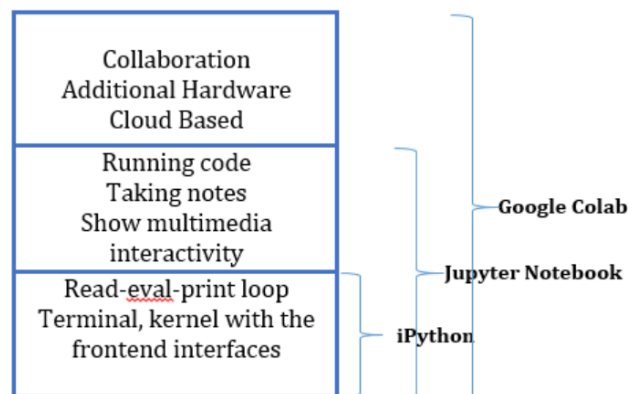 Collaboration
Additional Hardware
Cloud Based
Running code
Taking notes
Show multimedia
interactivity
Read-eval-print loop
Terminal, kernel with the
frontend interfaces
Google Colab
Jupyter Notebook
iPython